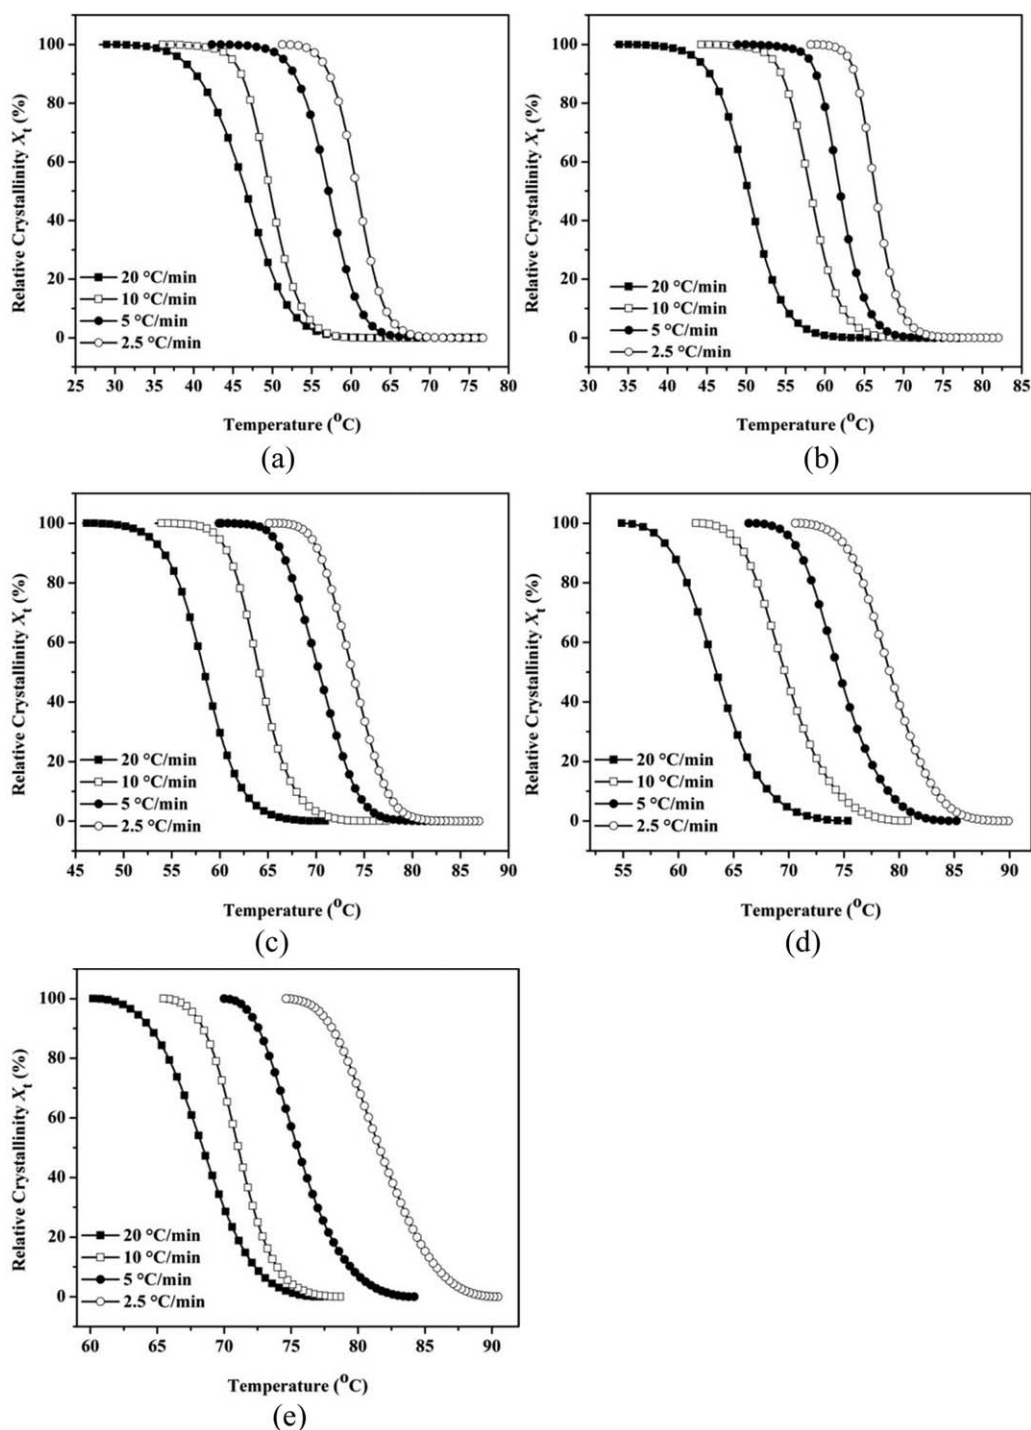 Relative Crystallinity Xt (%)
100
80
60
40
20
0
20 °C/min
10 °C/min
5 °C/min
2.5 °C/min
25 30 35 40 45 50 55 60 65 70 75 80
Temperature (°C)
(a)
Relative Crystallinity Xt (%)
100
80
60
40
20
0
20 °C/min
10 °C/min
5 °C/min
2.5 °C/min
30 35 40 45 50 55 60 65 70 75 80 85
Temperature (°C)
(b)
Relative Crystallinity Xt (%)
100
80
60
40
20
0
20 °C/min
10 °C/min
5 °C/min
2.5 °C/min
45 50 55 60 65 70 75 80 85 90
Temperature (°C)
(c)
Relative Crystallinity Xt (%)
100
80
60
40
20
0
20 °C/min
10 °C/min
5 °C/min
2.5 °C/min
55 60 65 70 75 80 85 90
Temperature (°C)
(d)
Relative Crystallinity Xt (%)
100
80
60
40
20
0
20 °C/min
10 °C/min
5 °C/min
2.5 °C/min
60 65 70 75 80 85 90
Temperature (°C)
(e)